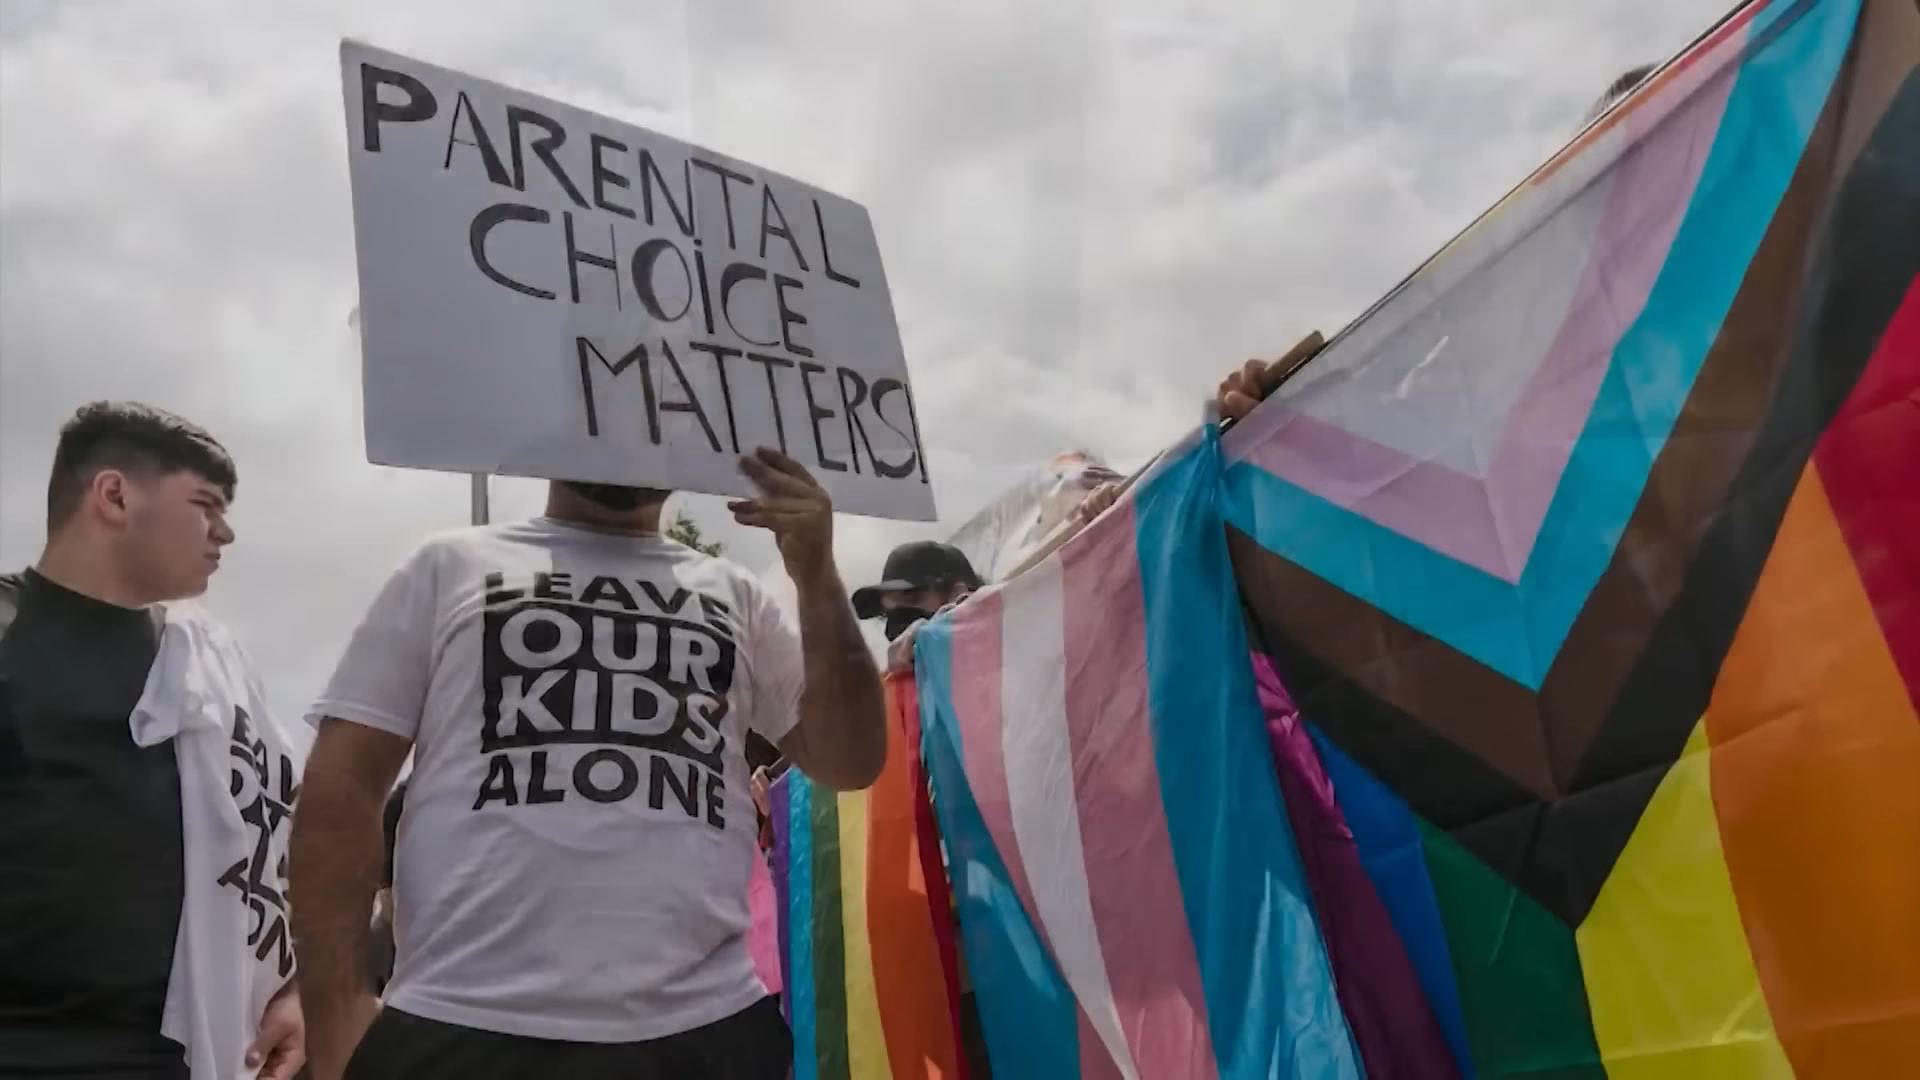 PARENTAL
CHOiCE
MATTERS!
LEAVE
OUR
KIDS
ALONE